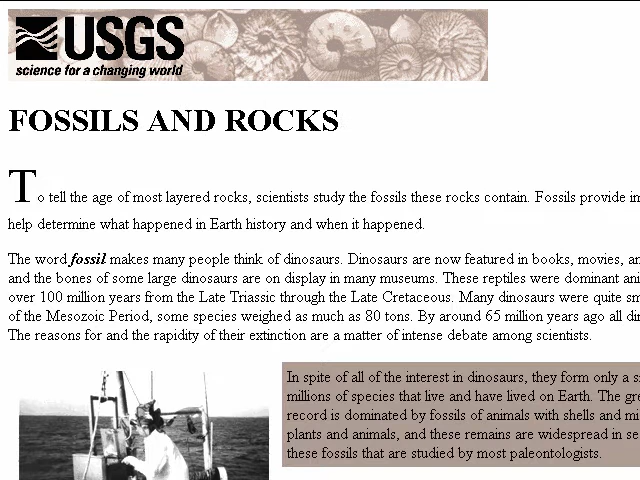 USGS
science for a changing world
FOSSILS AND ROCKS
To tell the age of most layered rocks, scientists study the fossils these rocks contain. Fossils provide
help determine what happened in Earth history and when it happened.
The word fossil makes many people think of dinosaurs. Dinosaurs are now featured in books, movies,
and the bones of some large dinosaurs are on display in many museums. These reptiles were dominant
over 100 million years from the Late Triassic through the Late Cretaceous. Many dinosaurs were quite
of the Mesozoic Period, some species weighed as much as 80 tons. By around 65 million years ago all
The reasons for and the rapidity of their extinction are a matter of intense debate among scientists.
In spite of all of the interest in dinosaurs, they form only a
millions of species that live and have lived on Earth. The
record is dominated by fossils of animals with shells and
plants and animals, and these remains are widespread in
these fossils that are studied by most paleontologists.